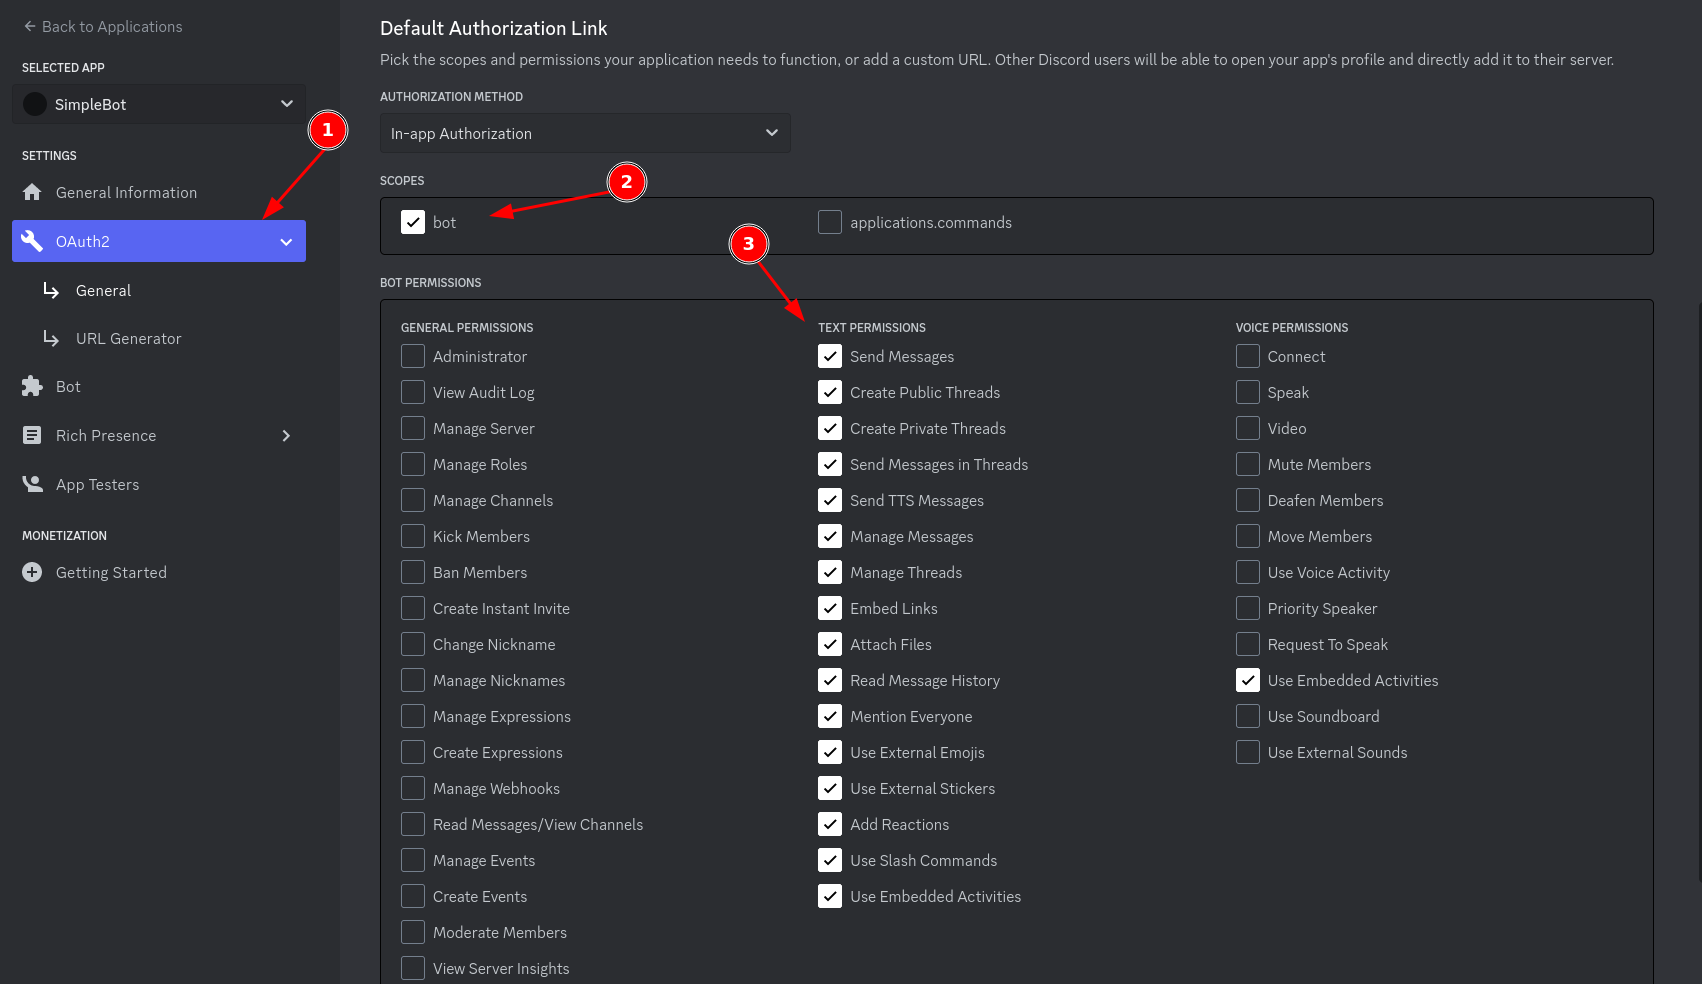 Back to Applications
SELECTED APP
SimpleBot
1
SETTINGS
General Information
OAuth2
General
URL Generator
Bot
Rich Presence
App Testers
MONETIZATION
Getting Started
Default Authorization Link
Pick the scopes and permissions your application needs to function, or add a custom URL. Other Discord users will be able to open your app's profile and directly add it to their server.
AUTHORIZATION METHOD
In-app Authorization
SCOPES
2
bot
applications.commands
3
BOT PERMISSIONS
GENERAL PERMISSIONS
Administrator
View Audit Log
Manage Server
Manage Roles
Manage Channels
Kick Members
Ban Members
Create Instant Invite
Change Nickname
Manage Nicknames
Manage Expressions
Create Expressions
Manage Webhooks
Read Messages/View Channels
Manage Events
Create Events
Moderate Members
View Server Insights
TEXT PERMISSIONS
Send Messages
Create Public Threads
Create Private Threads
Send Messages in Threads
Send TTS Messages
Manage Messages
Manage Threads
Embed Links
Attach Files
Read Message History
Mention Everyone
Use External Emojis
Use External Stickers
Add Reactions
Use Slash Commands
Use Embedded Activities
VOICE PERMISSIONS
Connect
Speak
Video
Mute Members
Deafen Members
Move Members
Use Voice Activity
Priority Speaker
Request To Speak
Use Embedded Activities
Use Soundboard
Use External Sounds